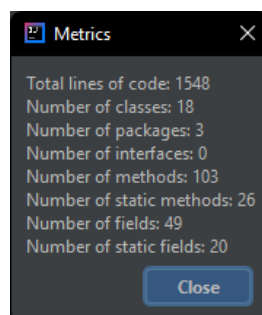 Metrics
Total lines of code: 1548
Number of classes: 18
Number of packages: 3
Number of interfaces: 0
Number of methods: 103
Number of static methods: 26
Number of fields: 49
Number of static fields: 20
Close